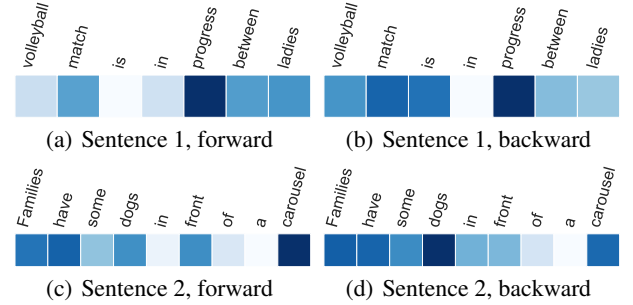 volleyball match is in progress between ladies
volleyball match is in progress between ladies
(a) Sentence 1, forward
(b) Sentence 1, backward
Families have some dogs in front of a carousel
Families have some dogs in front of a carousel
(c) Sentence 2, forward
(d) Sentence 2, backward